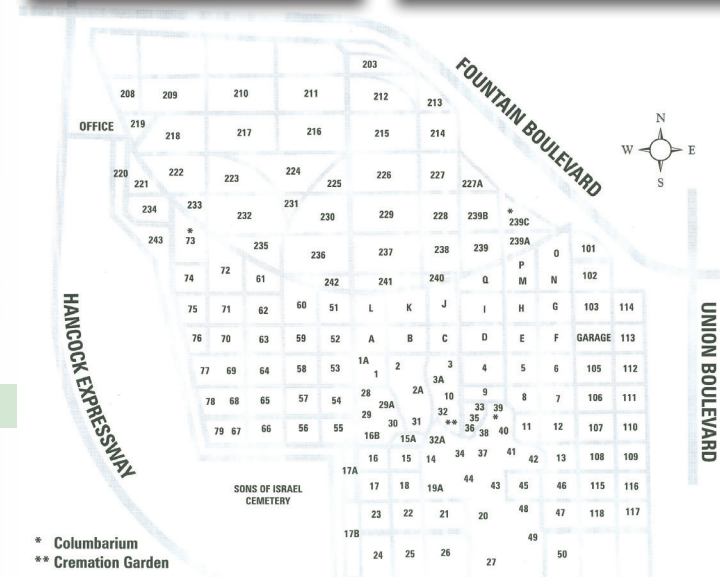 203
FOUNTAIN BOULEVARD
208 209 210 211 212 213
N
W E
S
OFFICE 219 218 217 216 215 214
220 221 222 223 224 225 226 227 227A
234 233 232 231 230 229 228 239B * 239C
243 * 73 235 236 237 238 239 239A O 101
74 72 61 242 241 240 Q P M N 102
75 71 62 60 51 L K J I H G 103 114
76 70 63 59 52 A B C D E F GARAGE 113
77 69 64 58 53 1A 1 2 3 3A 4 5 6 105 112
78 68 65 57 54 28 29A 2A 10 9 8 7 106 111
79 67 66 56 55 29 30 31 32 ** 33 35 36 38 39 * 40 11 12 107 110
16B 15A 32A
16 15 14 34 37 41 42 13 108 109
17A 17 18 19A 44 43 45 46 115 116
23 22 21 20 48 47 118 117
17B 24 25 26 27 49 50
SONS OF ISRAEL
CEMETERY
HANCOCK EXPRESSWAY
UNION BOULEVARD
* Columbarium
** Cremation Garden